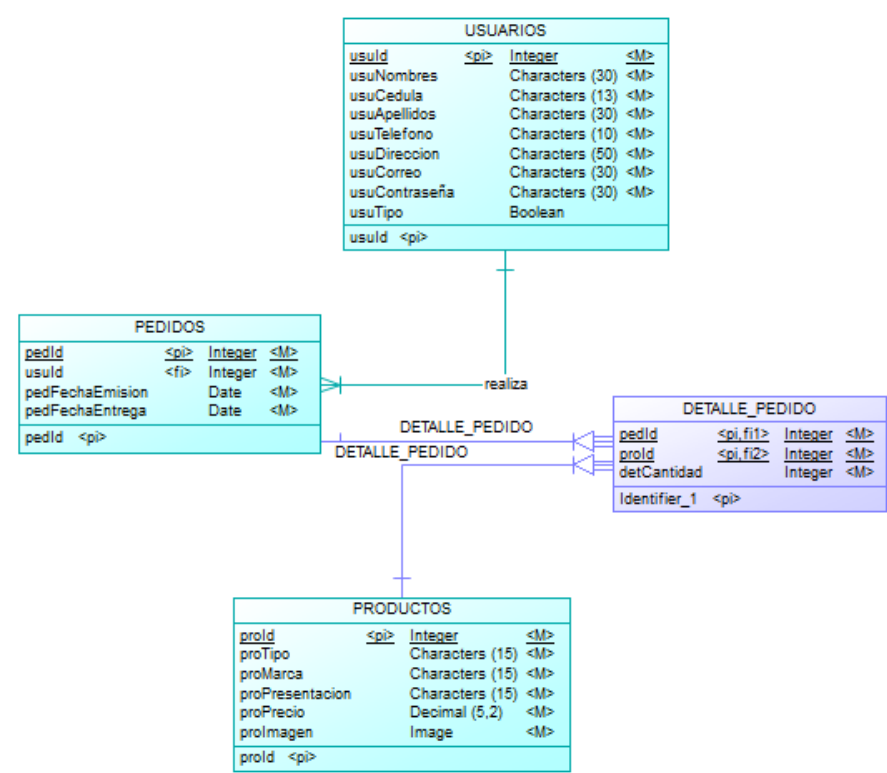 USUARIOS
usuId <pi> Integer <M>
usuNombres Characters (30) <M>
usuCedula Characters (13) <M>
usuApellidos Characters (30) <M>
usuTelefono Characters (10) <M>
usuDireccion Characters (50) <M>
usuCorreo Characters (30) <M>
usuContraseña Characters (30) <M>
usuTipo Boolean
usuId <pi>
PEDIDOS
pedId <pi> Integer <M>
usuId <fi> Integer <M>
pedFechaEmision Date <M>
pedFechaEntrega Date <M>
pedId <pi>
realiza
DETALLE_PEDIDO
DETALLE_PEDIDO
DETALLE_PEDIDO
pedId <pi,fi1> Integer <M>
proId <pi,fi2> Integer <M>
detCantidad Integer <M>
Identifier_1 <pi>
PRODUCTOS
proId <pi> Integer <M>
proTipo Characters (15) <M>
proMarca Characters (15) <M>
proPresentacion Characters (15) <M>
proPrecio Decimal (5,2) <M>
proImagen Image <M>
proId <pi>